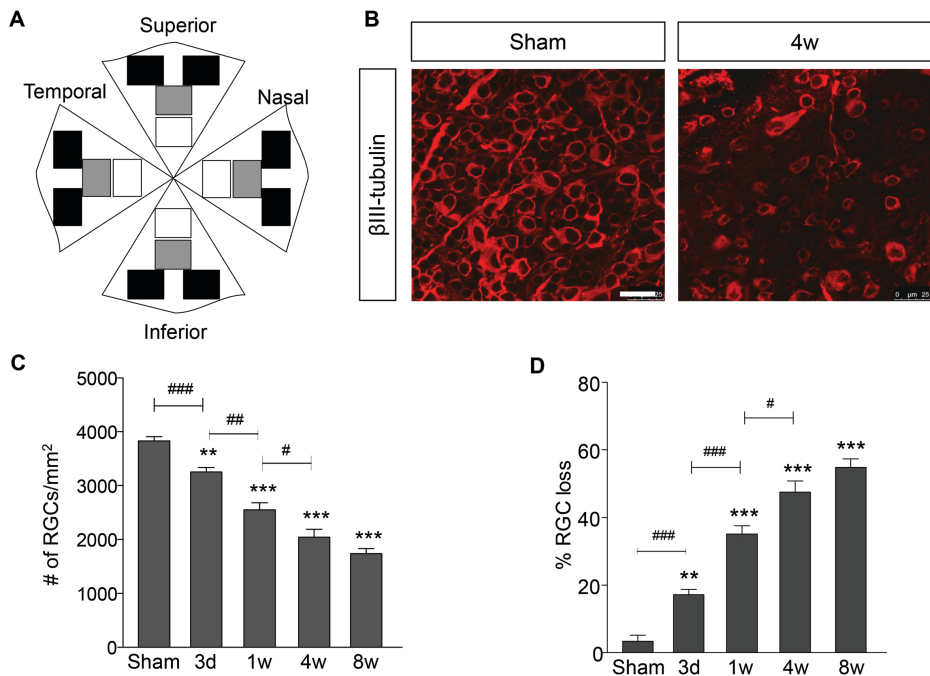 A
Superior
Temporal
Nasal
Inferior
B
Sham
4w
βIII-tubulin
25
0 µm 25
C
# of RGCs/mm²
5000
4000
3000
2000
1000
0
###
##
#
**
***
***
***
Sham 3d 1w 4w 8w
D
% RGC loss
80
60
40
20
0
#
###
###
**
***
***
***
Sham 3d 1w 4w 8w